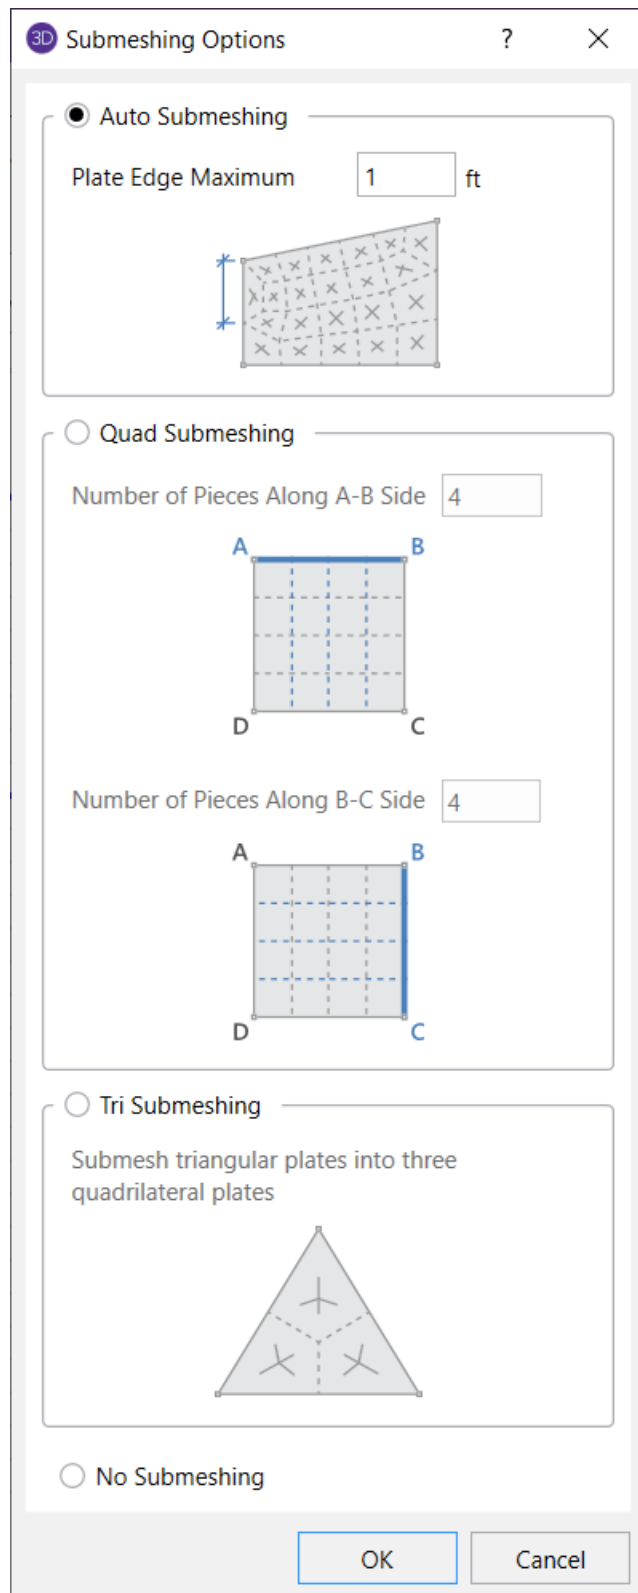 3D Submeshing Options ?
Auto Submeshing
Plate Edge Maximum 1 ft
Quad Submeshing
Number of Pieces Along A-B Side 4
A B
D C
Number of Pieces Along B-C Side 4
A B
D C
Tri Submeshing
Submesh triangular plates into three
quadrilateral plates
No Submeshing
OK Cancel